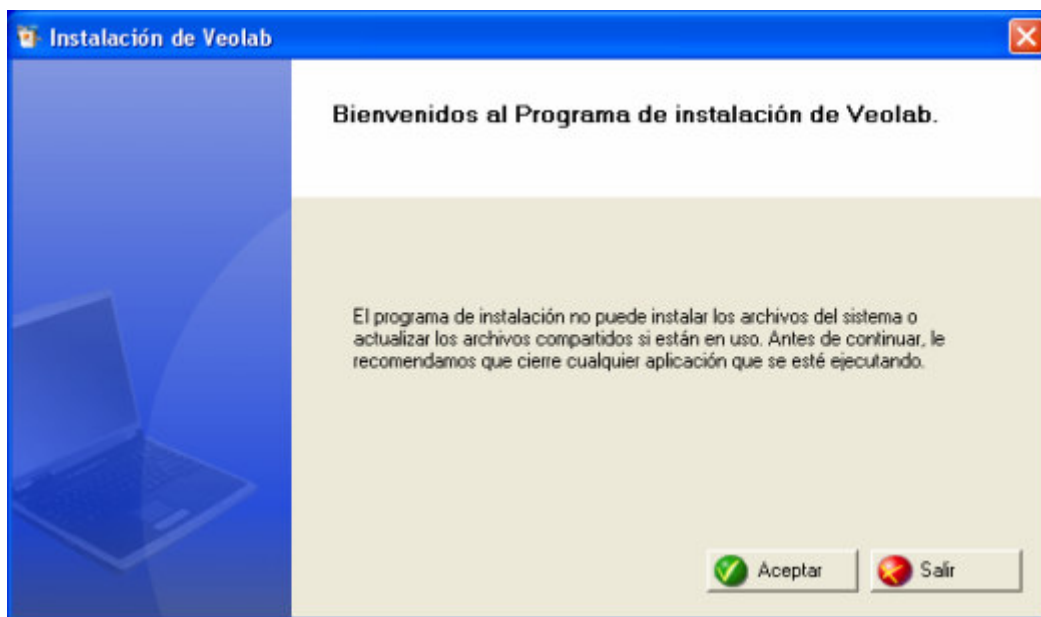 Instalación de Veolab
Bienvenidos al Programa de instalación de Veolab.
El programa de instalación no puede instalar los archivos del sistema o
actualizar los archivos compartidos si están en uso. Antes de continuar, le
recomendamos que cierre cualquier aplicación que se esté ejecutando.
Aceptar
Salir